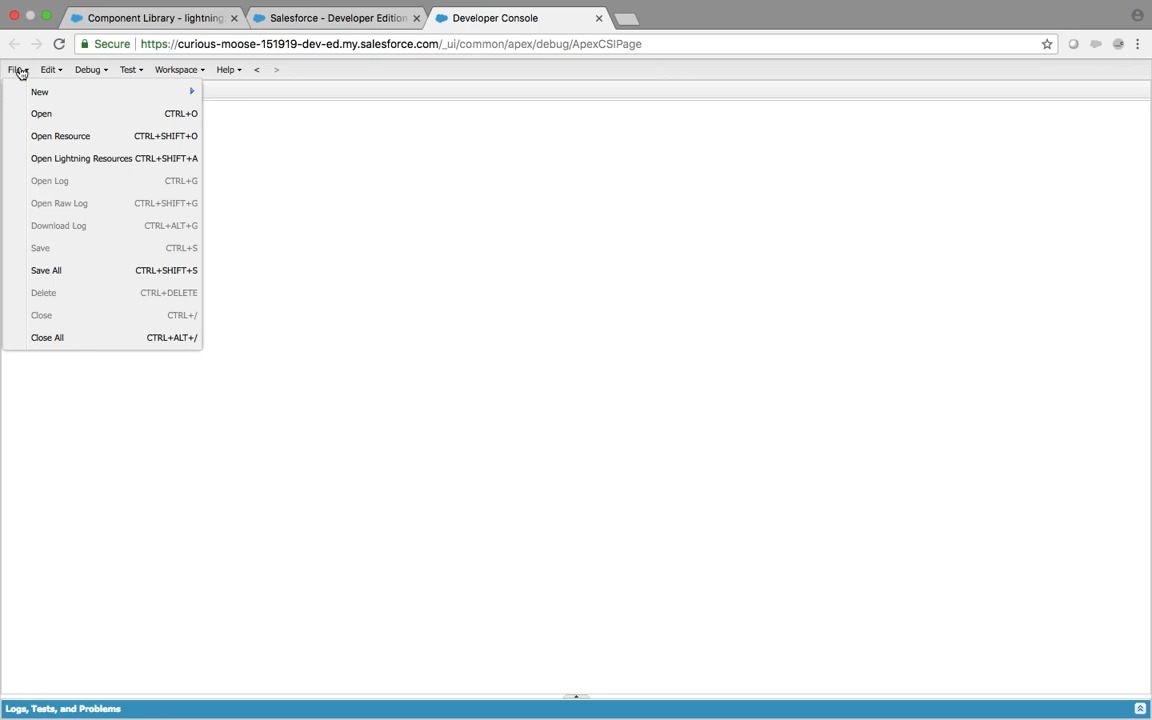 Component Library - lightning
Salesforce - Developer Edition
Developer Console
Secure
https://curious-moose-151919-dev-ed.my.salesforce.com/_ui/common/apex/debug/ApexCSIPage
Edit
Debug
Test
Workspace
Help
<
>
New
Open CTRL+O
Open Resource CTRL+SHIFT+O
Open Lightning Resources CTRL+SHIFT+A
Open Log CTRL+G
Open Raw Log CTRL+SHIFT+G
Download Log CTRL+ALT+G
Save CTRL+S
Save All CTRL+SHIFT+S
Delete CTRL+DELETE
Close CTRL+/
Close All CTRL+ALT+/
Logs, Tests, and Problems